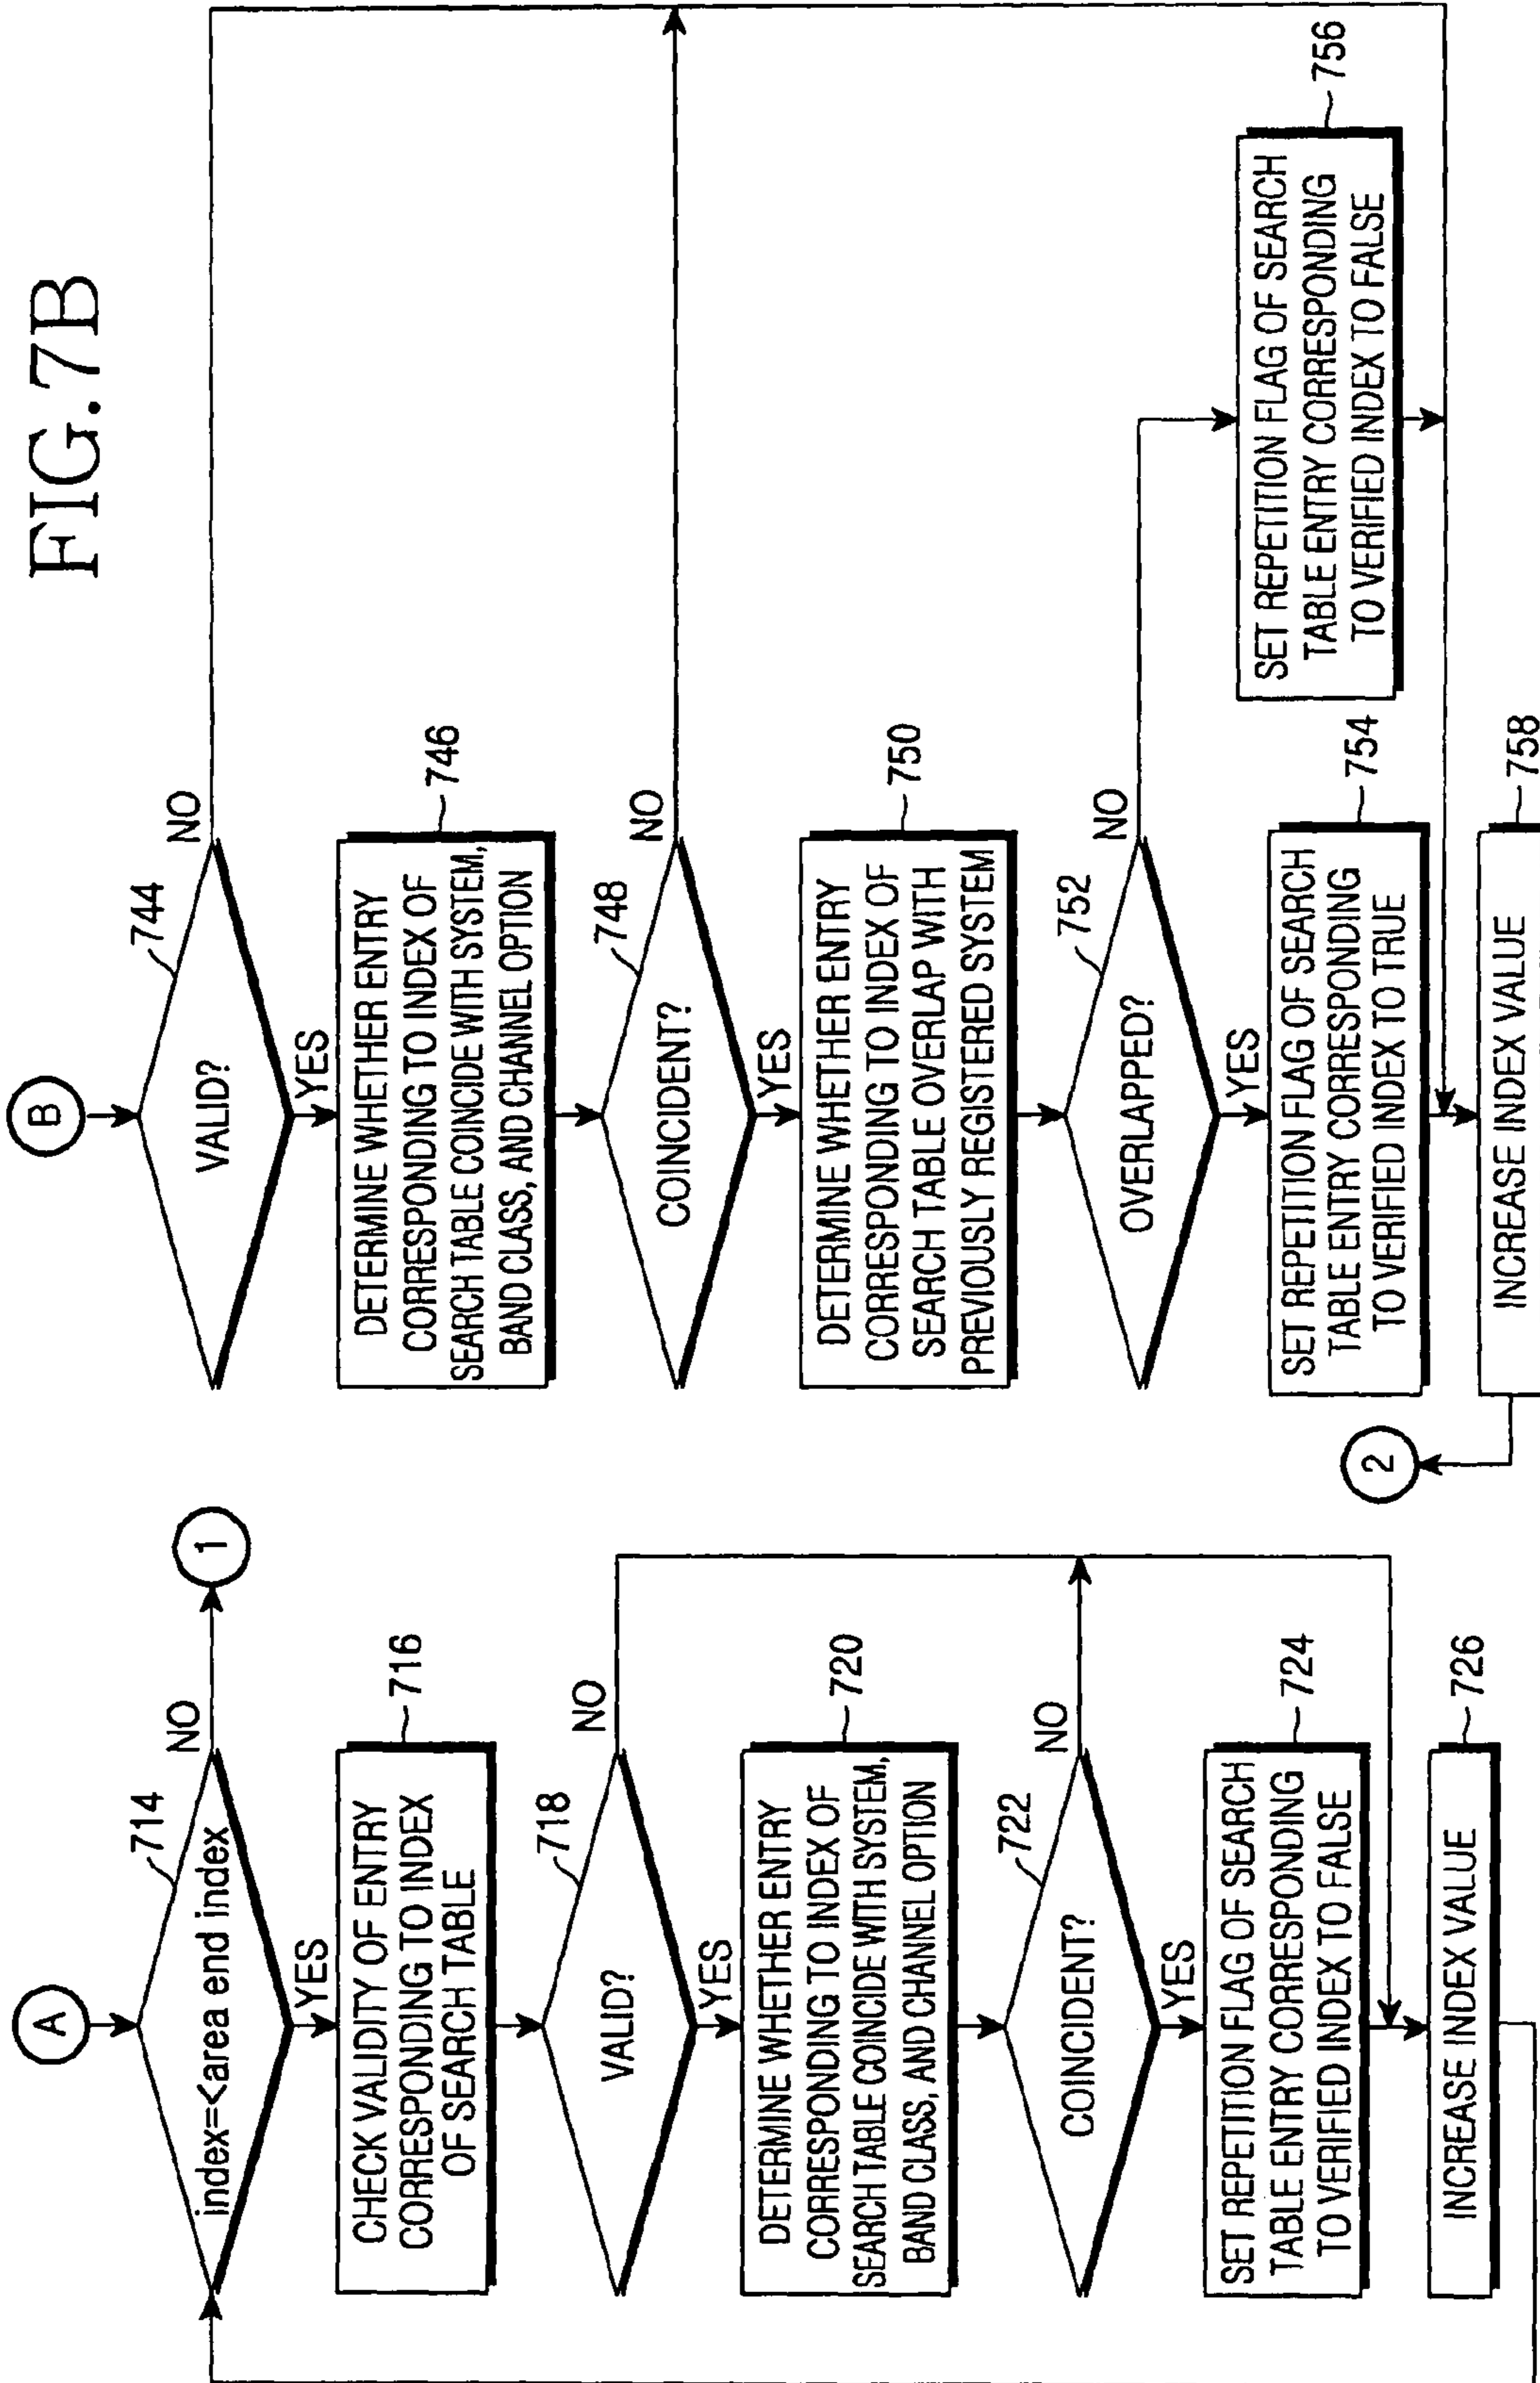 FIG.7B
A
714
index=<area end index
NO
1
YES
716
CHECK VALIDITY OF ENTRY
CORRESPONDING TO INDEX
OF SEARCH TABLE
718
VALID?
NO
YES
720
DETERMINE WHETHER ENTRY
CORRESPONDING TO INDEX OF
SEARCH TABLE COINCIDE WITH SYSTEM,
BAND CLASS, AND CHANNEL OPTION
722
COINCIDENT?
NO
YES
724
SET REPETITION FLAG OF SEARCH
TABLE ENTRY CORRESPONDING
TO VERIFIED INDEX TO FALSE
726
INCREASE INDEX VALUE
B
744
VALID?
NO
YES
746
DETERMINE WHETHER ENTRY
CORRESPONDING TO INDEX OF
SEARCH TABLE COINCIDE WITH SYSTEM,
BAND CLASS, AND CHANNEL OPTION
748
COINCIDENT?
NO
YES
750
DETERMINE WHETHER ENTRY
CORRESPONDING TO INDEX OF
SEARCH TABLE OVERLAP WITH
PREVIOUSLY REGISTERED SYSTEM
752
OVERLAPPED?
NO
YES
754
SET REPETITION FLAG OF SEARCH
TABLE ENTRY CORRESPONDING
TO VERIFIED INDEX TO TRUE
756
SET REPETITION FLAG OF SEARCH
TABLE ENTRY CORRESPONDING
TO VERIFIED INDEX TO FALSE
2
758
INCREASE INDEX VALUE